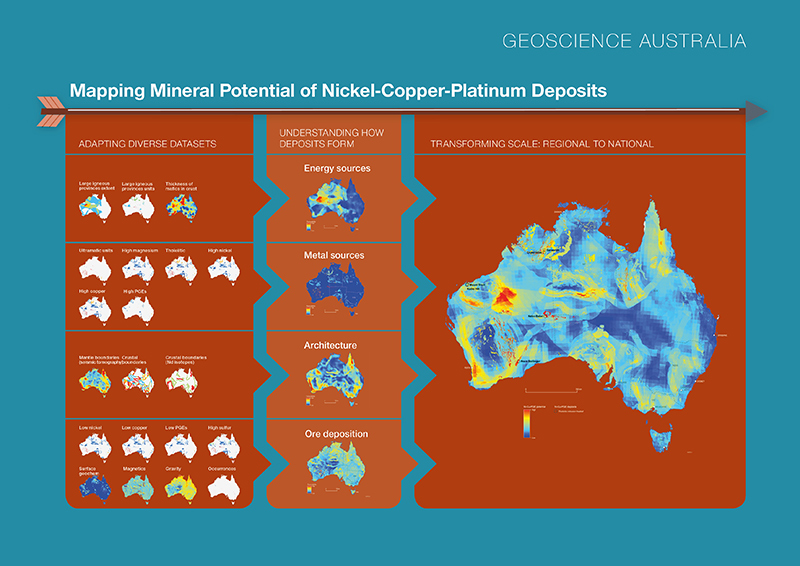 GEOSCIENCE AUSTRALIA
Mapping Mineral Potential of Nickel-Copper-Platinum Deposits
ADAPTING DIVERSE DATASETS
UNDERSTANDING HOW
DEPOSITS FORM
TRANSFORMING SCALE: REGIONAL TO NATIONAL
Large igneous
provinces extent
Large igneous
provinces units
Thickness of
mafics in crust
Ultramafic units
High magnesium
Tholeiitic
High nickel
High copper
High PGEs
Mantle boundaries
(seismic tomography)
Crustal
boundaries
Crustal boundaries
(Nd isotopes)
Low nickel
Low copper
Low PGEs
High sulfur
Surface
geochem
Magnetics
Gravity
Occurrences
Energy sources
Metal sources
Architecture
Ore deposition